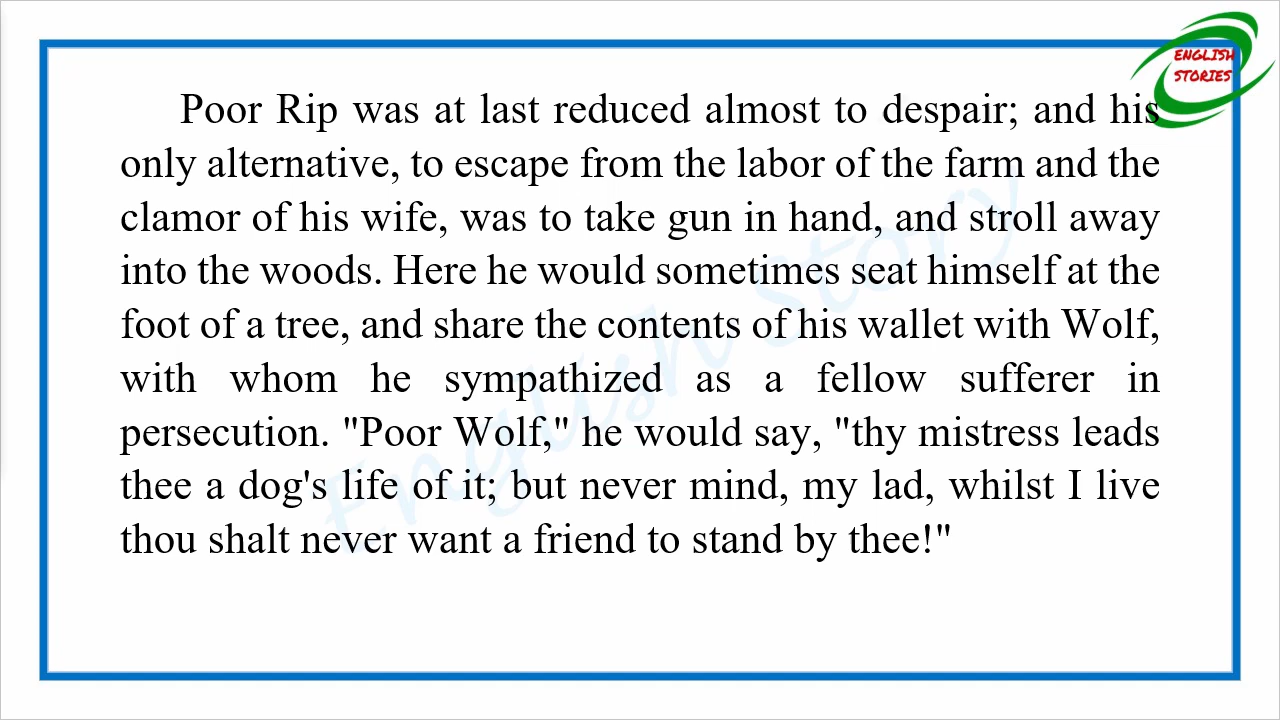 ENGLISH
STORIES
Poor Rip was at last reduced almost to despair; and his
only alternative, to escape from the labor of the farm and the
clamor of his wife, was to take gun in hand, and stroll away
into the woods. Here he would sometimes seat himself at the
foot of a tree, and share the contents of his wallet with Wolf,
with whom he sympathized as a fellow sufferer in
persecution. "Poor Wolf," he would say, "thy mistress leads
thee a dog's life of it; but never mind, my lad, whilst I live
thou shalt never want a friend to stand by thee!"
English Story